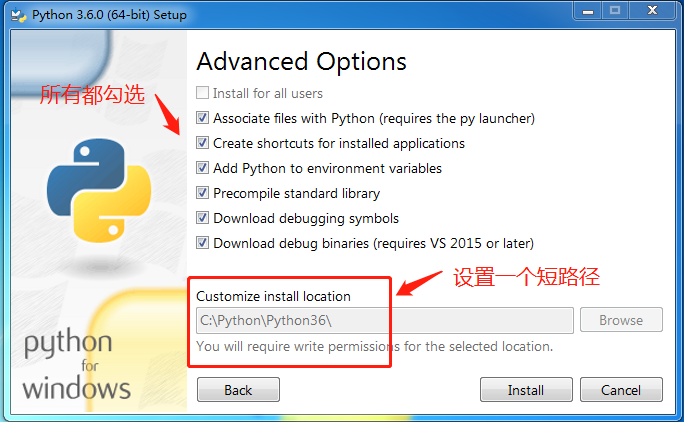 Python 3.6.0 (64-bit) Setup
Advanced Options
Install for all users
所有都勾选
Associate files with Python (requires the py launcher)
Create shortcuts for installed applications
Add Python to environment variables
Precompile standard library
Download debugging symbols
Download debug binaries (requires VS 2015 or later)
设置一个短路径
Customize install location
C:\Python\Python36\
Browse
You will require write permissions for the selected location.
python
for
windows
Back
Install
Cancel